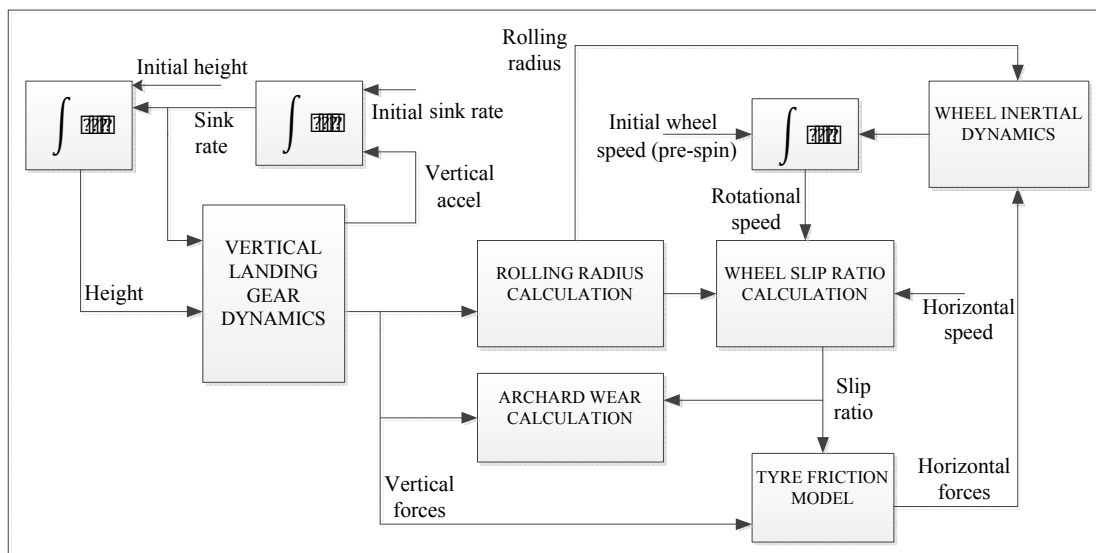 Rolling
radius
Initial height
∫
Sink
rate
∫
Initial sink rate
Vertical
accel
Initial wheel
speed (pre-spin)
∫
WHEEL INERTIAL
DYNAMICS
Rotational
speed
VERTICAL
LANDING
GEAR
DYNAMICS
Height
ROLLING RADIUS
CALCULATION
WHEEL SLIP RATIO
CALCULATION
Horizontal
speed
ARCHARD WEAR
CALCULATION
Slip
ratio
Vertical
forces
TYRE FRICTION
MODEL
Horizontal
forces